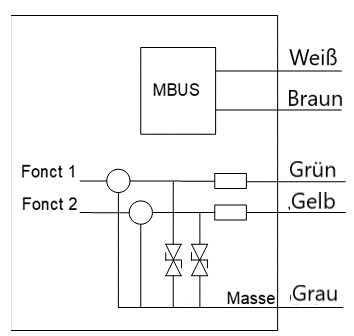 Weiß
MBUS
Braun
Fonct 1
Grün
Fonct 2
Gelb
Masse
Grau